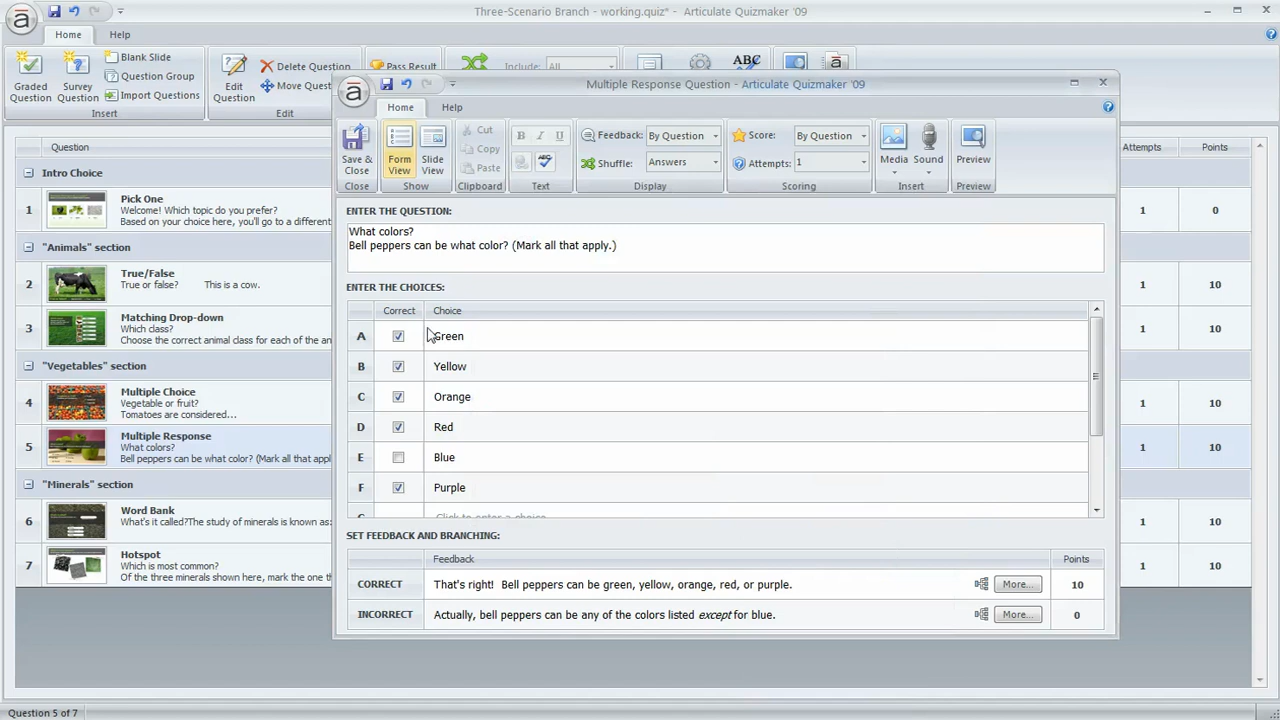 Three-Scenario Branch - working.quiz* - Articulate Quizmaker '09
Home
Help
Graded Question
Survey Question
Blank Slide
Question Group
Import Questions
Insert
Edit Question
Delete Question
Move Ques
Edit
Pass Result
Include:
All
ABC
Multiple Response Question - Articulate Quizmaker '09
Home
Help
Save & Close
Close
Form View
Slide View
Show
Cut
Copy
Paste
Clipboard
B I U
ABC
Text
Feedback: By Question
Shuffle: Answers
Display
Score: By Question
Attempts: 1
Scoring
Media
Sound
Insert
Preview
Preview
Question
Attempts
Points
Intro Choice
1
Pick One
Welcome! Which topic do you prefer?
Based on your choice here, you'll go to a different
1
0
"Animals" section
2
True/False
True or false? This is a cow.
1
10
3
Matching Drop-down
Which class?
Choose the correct animal class for each of the an
1
10
"Vegetables" section
4
Multiple Choice
Vegetable or fruit?
Tomatoes are considered...
1
10
5
Multiple Response
What colors?
Bell peppers can be what color? (Mark all that appl
1
10
"Minerals" section
6
Word Bank
What's it called?The study of minerals is known as:
1
10
7
Hotspot
Which is most common?
Of the three minerals shown here, mark the one th
1
10
ENTER THE QUESTION:
What colors?
Bell peppers can be what color? (Mark all that apply.)
ENTER THE CHOICES:
Correct
Choice
A
Green
B
Yellow
C
Orange
D
Red
E
Blue
F
Purple
Click to enter a choice
SET FEEDBACK AND BRANCHING:
Feedback
Points
CORRECT
That's right! Bell peppers can be green, yellow, orange, red, or purple.
More...
10
INCORRECT
Actually, bell peppers can be any of the colors listed except for blue.
More...
0
Question 5 of 7